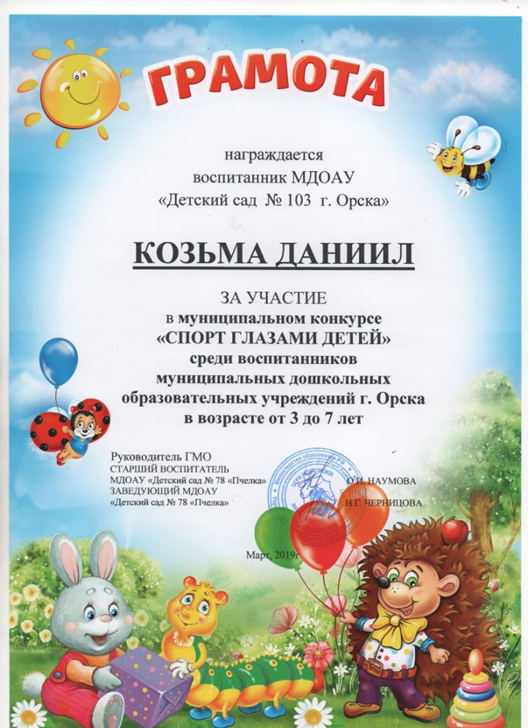 ГРАМОТА
награждается
воспитанник МДОАУ
«Детский сад № 103 г. Орска»
КОЗЬМА ДАНИИЛ
ЗА УЧАСТИЕ
в муниципальном конкурсе
«СПОРТ ГЛАЗАМИ ДЕТЕЙ»
среди воспитанников
муниципальных дошкольных
образовательных учреждений г. Орска
в возрасте от 3 до 7 лет
Руководитель ГМО
СТАРШИЙ ВОСПИТАТЕЛЬ
МДОАУ «Детский сад № 78 «Пчелка» О.И. НАУМОВА
ЗАВЕДУЮЩИЙ МДОАУ
«Детский сад № 78 «Пчелка» Н.Г. ЧЕРНИЦОВА
Март, 2019г